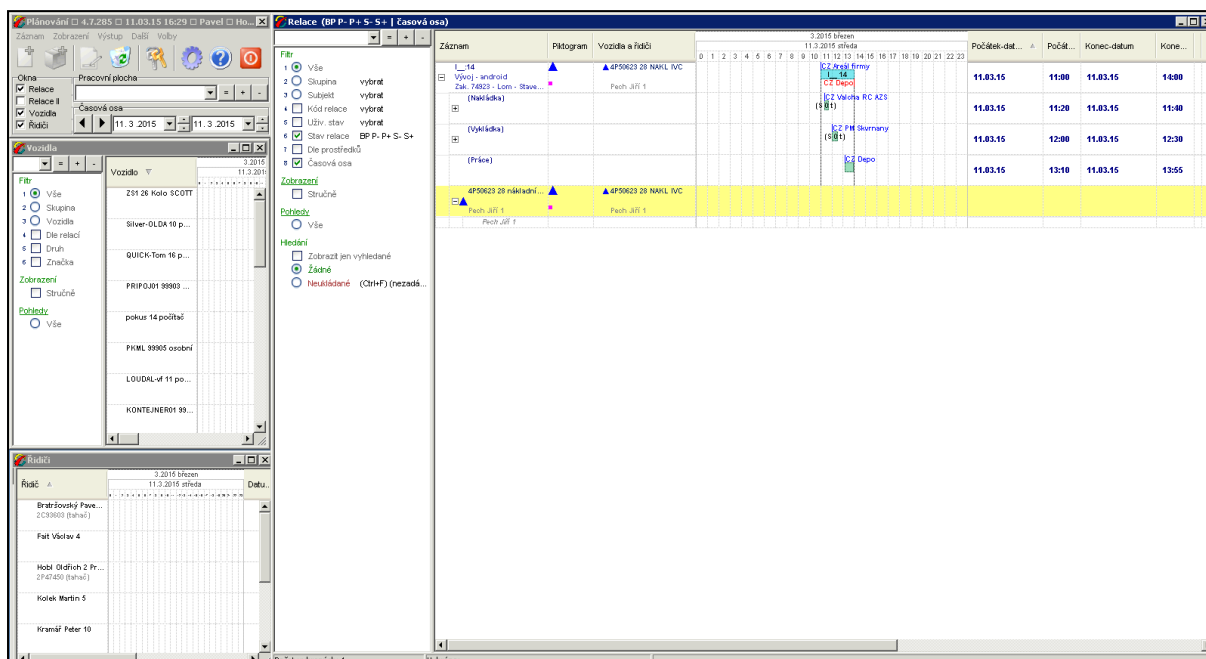 Plánování □ 4.7.285 □ 11.03.15 16:29 □ Pavel □ Ho...
Záznam Zobrazení Výstup Další Volby
Okna
Relace
Relace II
Vozidla
Řidiči
Pracovní plocha
= + -
Časová osa
11. 3 .2015 11. 3 .2015
Vozidla
= + -
Filtr
1 Vše
2 Skupina
3 Vozidla
4 Dle relací
5 Druh
6 Značka
Zobrazení
Stručně
Pohledy
Vše
Vozidlo
3.2015
11.3.201
ZS1 26 Kolo SCOTT
Silver-OLDA 10 p...
QUICK-Tom 16 p...
PRIPOJ01 99903 ...
pokus 14 počítač
PKML 99905 osobní
LOUDAL-vf 11 po...
KONTEJNER01 99...
Řidiči
Řidič
3.2015 březen
11.3.2015 středa
Datu...
Bratršovský Pave...
2C93603 (tahač)
Fait Václav 4
Hobl Oldřich 2 Pr...
2P47450 (tahač)
Kolek Martin 5
Kramář Peter 10
Relace (BP P- P+ S- S+ | časová osa)
= + -
Filtr
1 Vše
2 Skupina vybrat
3 Subjekt vybrat
4 Kód relace vybrat
5 Uživ. stav vybrat
6 Stav relace BP P- P+ S- S+
7 Dle prostředků
8 Časová osa
Zobrazení
Stručně
Pohledy
Vše
Hledání
Zobrazit jen vyhledané
Žádné
Neukládané (Ctrl+F) (nezadá...
Záznam Piktogram Vozidla a řidiči
3.2015 březen
11.3.2015 středa
0 1 2 3 4 5 6 7 8 9 10 11 12 13 14 15 16 17 18 19 20 21 22 23
Počátek-dat... Počát... Konec-datum Kone...
I__:14
Vývoj - android
Zak. 74923 - Lom - Stave...
4P50623 28 NAKL IVC
Pech Jiří 1
CZ Areál firmy
I__14
CZ Depo
11.03.15 11:00 11.03.15 14:00
(Nakládka)
CZ Valcha RC AZS
11.03.15 11:20 11.03.15 11:40
(Vykládka)
CZ PM Skvrnany
11.03.15 12:00 11.03.15 12:30
(Práce)
CZ Depo
11.03.15 13:10 11.03.15 13:55
4P50623 28 nákladní...
4P50623 28 NAKL IVC
Pech Jiří 1
Pech Jiří 1
Pech Jiří 1